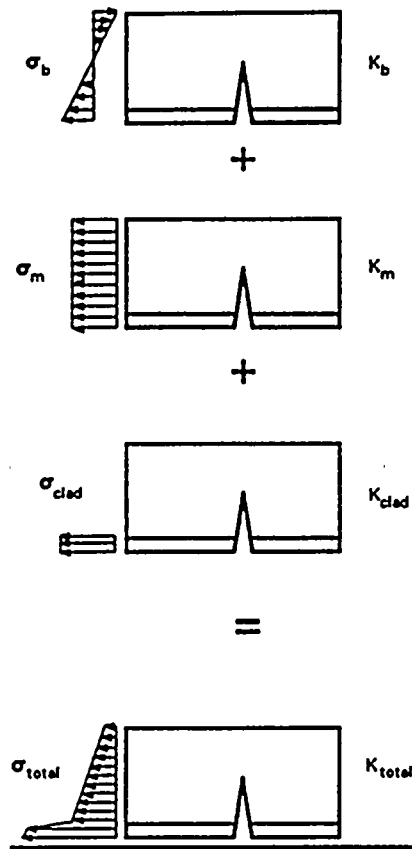 σb Kb
+
σm Km
+
σclad Kclad
=
σtotal Ktotal